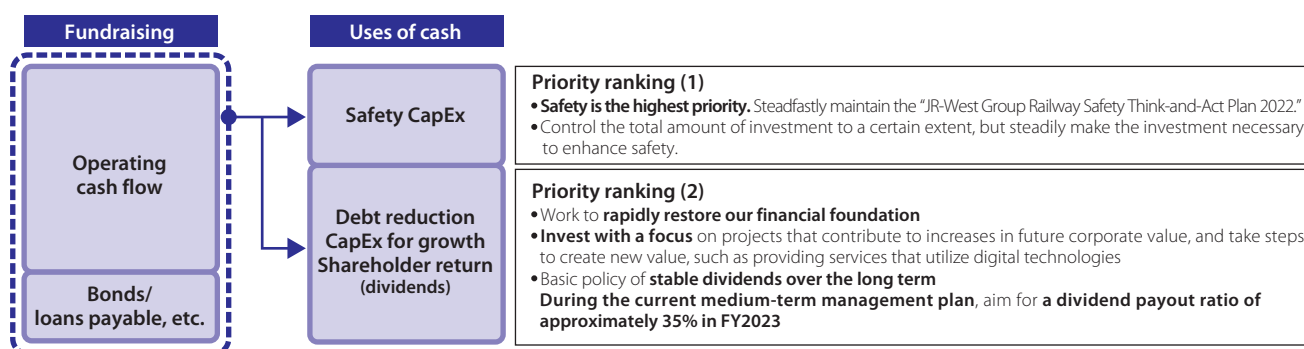 Fundraising
Uses of cash
Operating
cash flow
Bonds/
loans payable, etc.
Safety CapEx
Debt reduction
CapEx for growth
Shareholder return
(dividends)
Priority ranking (1)
• Safety is the highest priority. Steadfastly maintain the “JR-West Group Railway Safety Think-and-Act Plan 2022.”
• Control the total amount of investment to a certain extent, but steadily make the investment necessary
to enhance safety.
Priority ranking (2)
• Work to rapidly restore our financial foundation
• Invest with a focus on projects that contribute to increases in future corporate value, and take steps
to create new value, such as providing services that utilize digital technologies
• Basic policy of stable dividends over the long term
During the current medium-term management plan, aim for a dividend payout ratio of
approximately 35% in FY2023